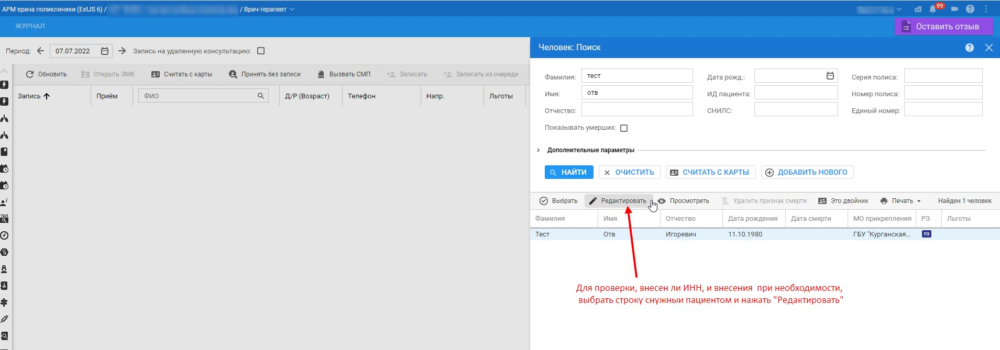 АРМ врача поликлиники (ExtJS 6) / / Врач-терапевт
99
ЖУРНАЛ
Оставить отзыв
Период: 07.07.2022 Запись на удаленную консультацию:
Обновить Открыть ЭМК Считать с карты Принять без записи Вызвать СМП Записать Записать из очереди
Запись Приём ФИО Д/Р (Возраст) Телефон Напр. Льготы
ТАП
Человек: Поиск
Фамилия: тест Дата рожд.: Серия полиса:
Имя: отв ИД пациента: Номер полиса:
Отчество: СНИЛС: Единый номер:
Показывать умерших:
Дополнительные параметры
НАЙТИ ОЧИСТИТЬ СЧИТАТЬ С КАРТЫ ДОБАВИТЬ НОВОГО
Выбрать Редактировать Просмотреть Удалить признак смерти Это двойник Печать Найден 1 человек
Фамилия Имя Отчество Дата рождения Дата смерти МО прикрепления РЗ Льготы
Тест Отв Игоревич 11.10.1980 ГБУ "Курганская... РЗ
Для проверки, внесен ли ИНН, и внесения при необходимости,
выбрать строку снужныи пациентом и нажать "Редактировать"